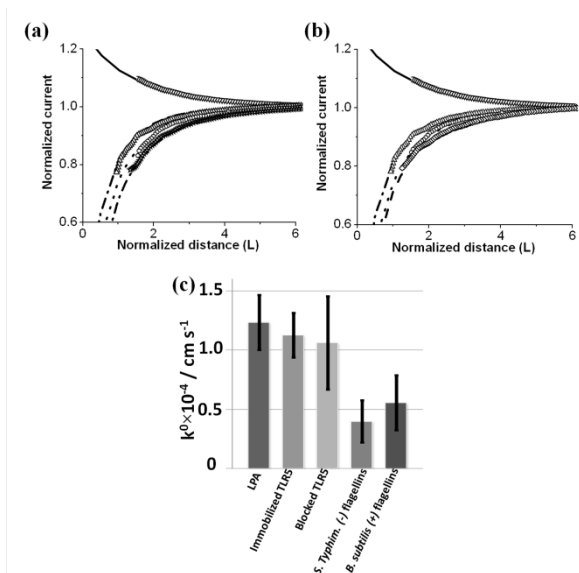 (a)
(b)
1.2
1.0
0.8
0.6
Normalized current
0 2 4 6
Normalized distance (L)
1.2
1.0
0.8
0.6
Normalized current
0 2 4 6
Normalized distance (L)
(c)
1.5
1.0
0.5
0
k⁰×10⁻⁴ / cm s⁻¹
LPA
Immobilized TLR5
Blocked TLR5
S. Typhim. (-) flagellins
B. subtilis (+) flagellins